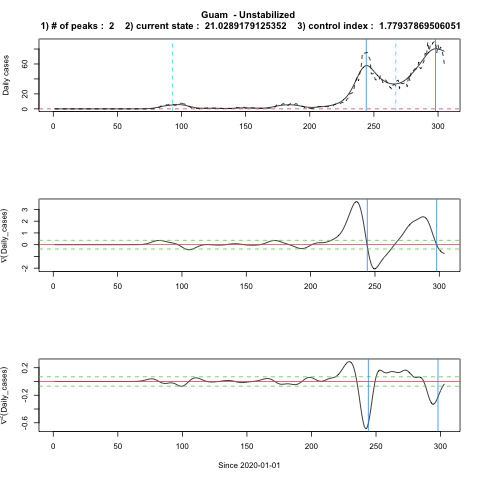 Guam  - Unstabilized
1) # of peaks :  2    2) current state :  21.0289179125352    3) control index :  1.77937869506051
Daily cases
60
20
0
0 50 100 150 200 250 300
∇(Daily_cases)
3
2
1
0
-2
0 50 100 150 200 250 300
∇²(Daily_cases)
0.2
-0.2
-0.6
0 50 100 150 200 250 300
Since 2020-01-01